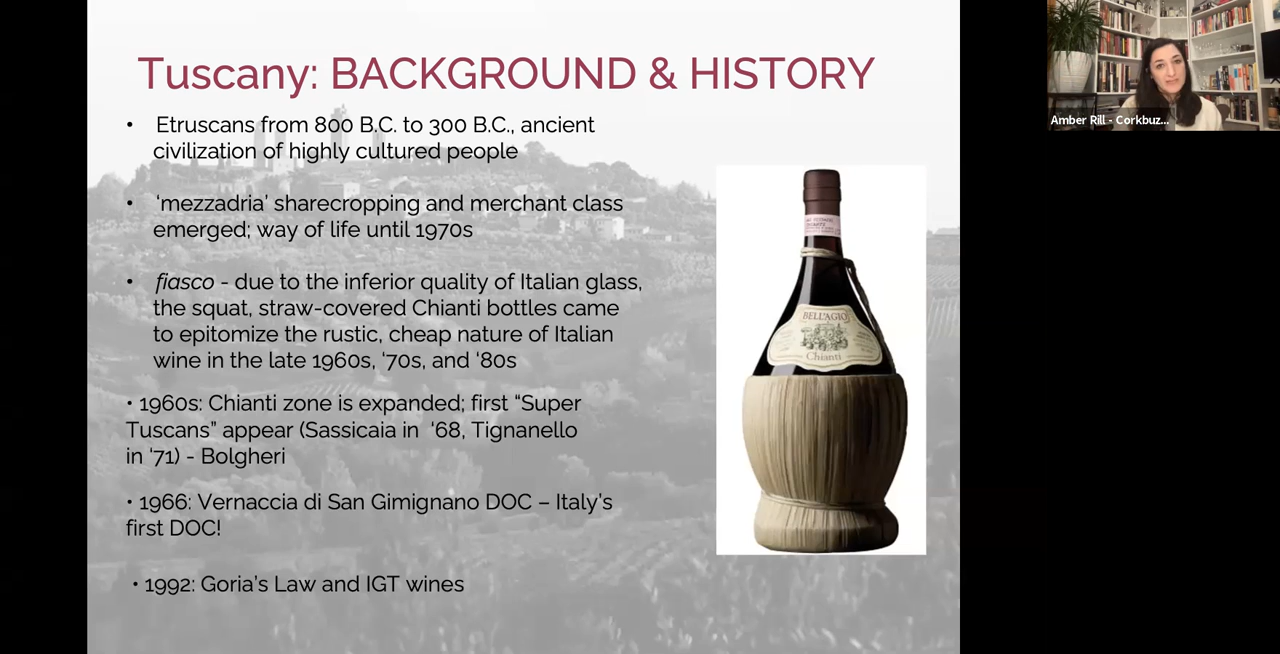 Tuscany: BACKGROUND & HISTORY
• Etruscans from 800 B.C. to 300 B.C., ancient
civilization of highly cultured people
• ‘mezzadria’ sharecropping and merchant class
emerged; way of life until 1970s
• fiasco - due to the inferior quality of Italian glass,
the squat, straw-covered Chianti bottles came
to epitomize the rustic, cheap nature of Italian
wine in the late 1960s, ‘70s, and ‘80s
• 1960s: Chianti zone is expanded; first “Super
Tuscans” appear (Sassicaia in ‘68, Tignanello
in ‘71) - Bolgheri
• 1966: Vernaccia di San Gimignano DOC – Italy’s
first DOC!
• 1992: Goria’s Law and IGT wines
BELL'AGIO
Chianti
Amber Rill - Corkbuz...